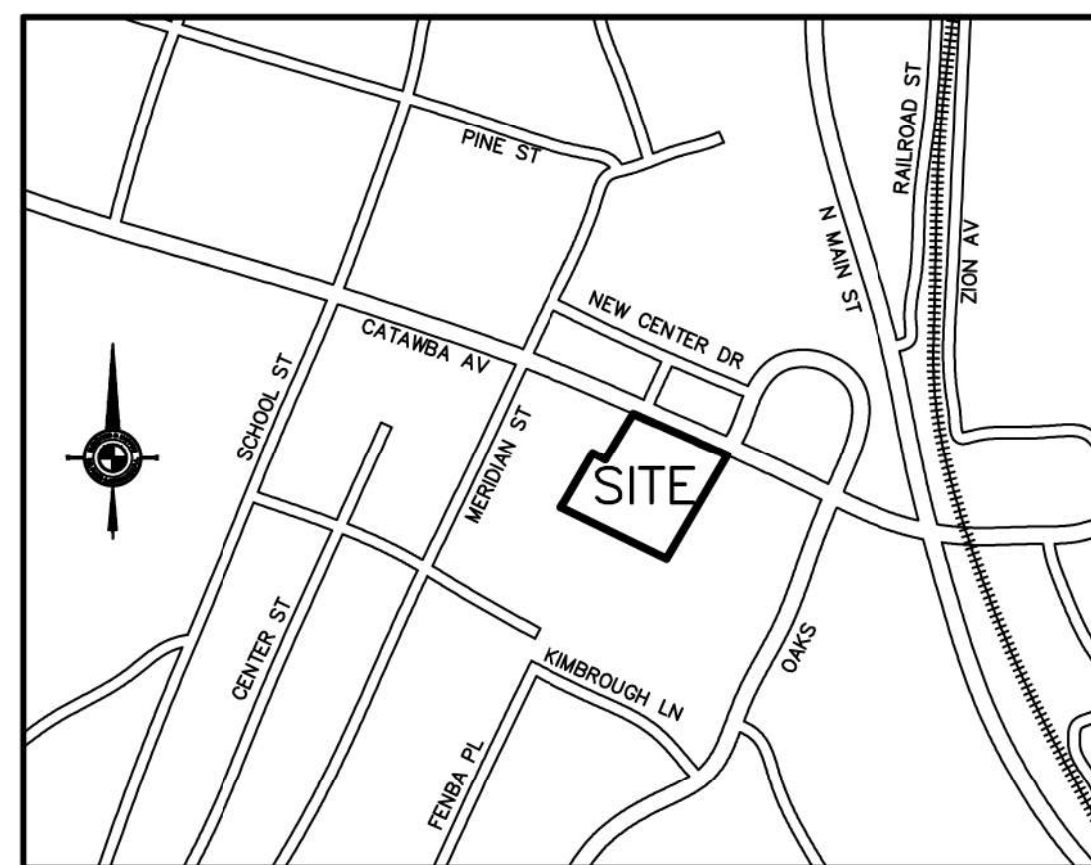 PINE ST
RAILROAD ST
N MAIN ST
ZION AV
NEW CENTER DR
CATAWBA AV
SCHOOL ST
MERIDIAN ST
SITE
CENTER ST
OAKS
KIMBROUGH LN
FENBA PL